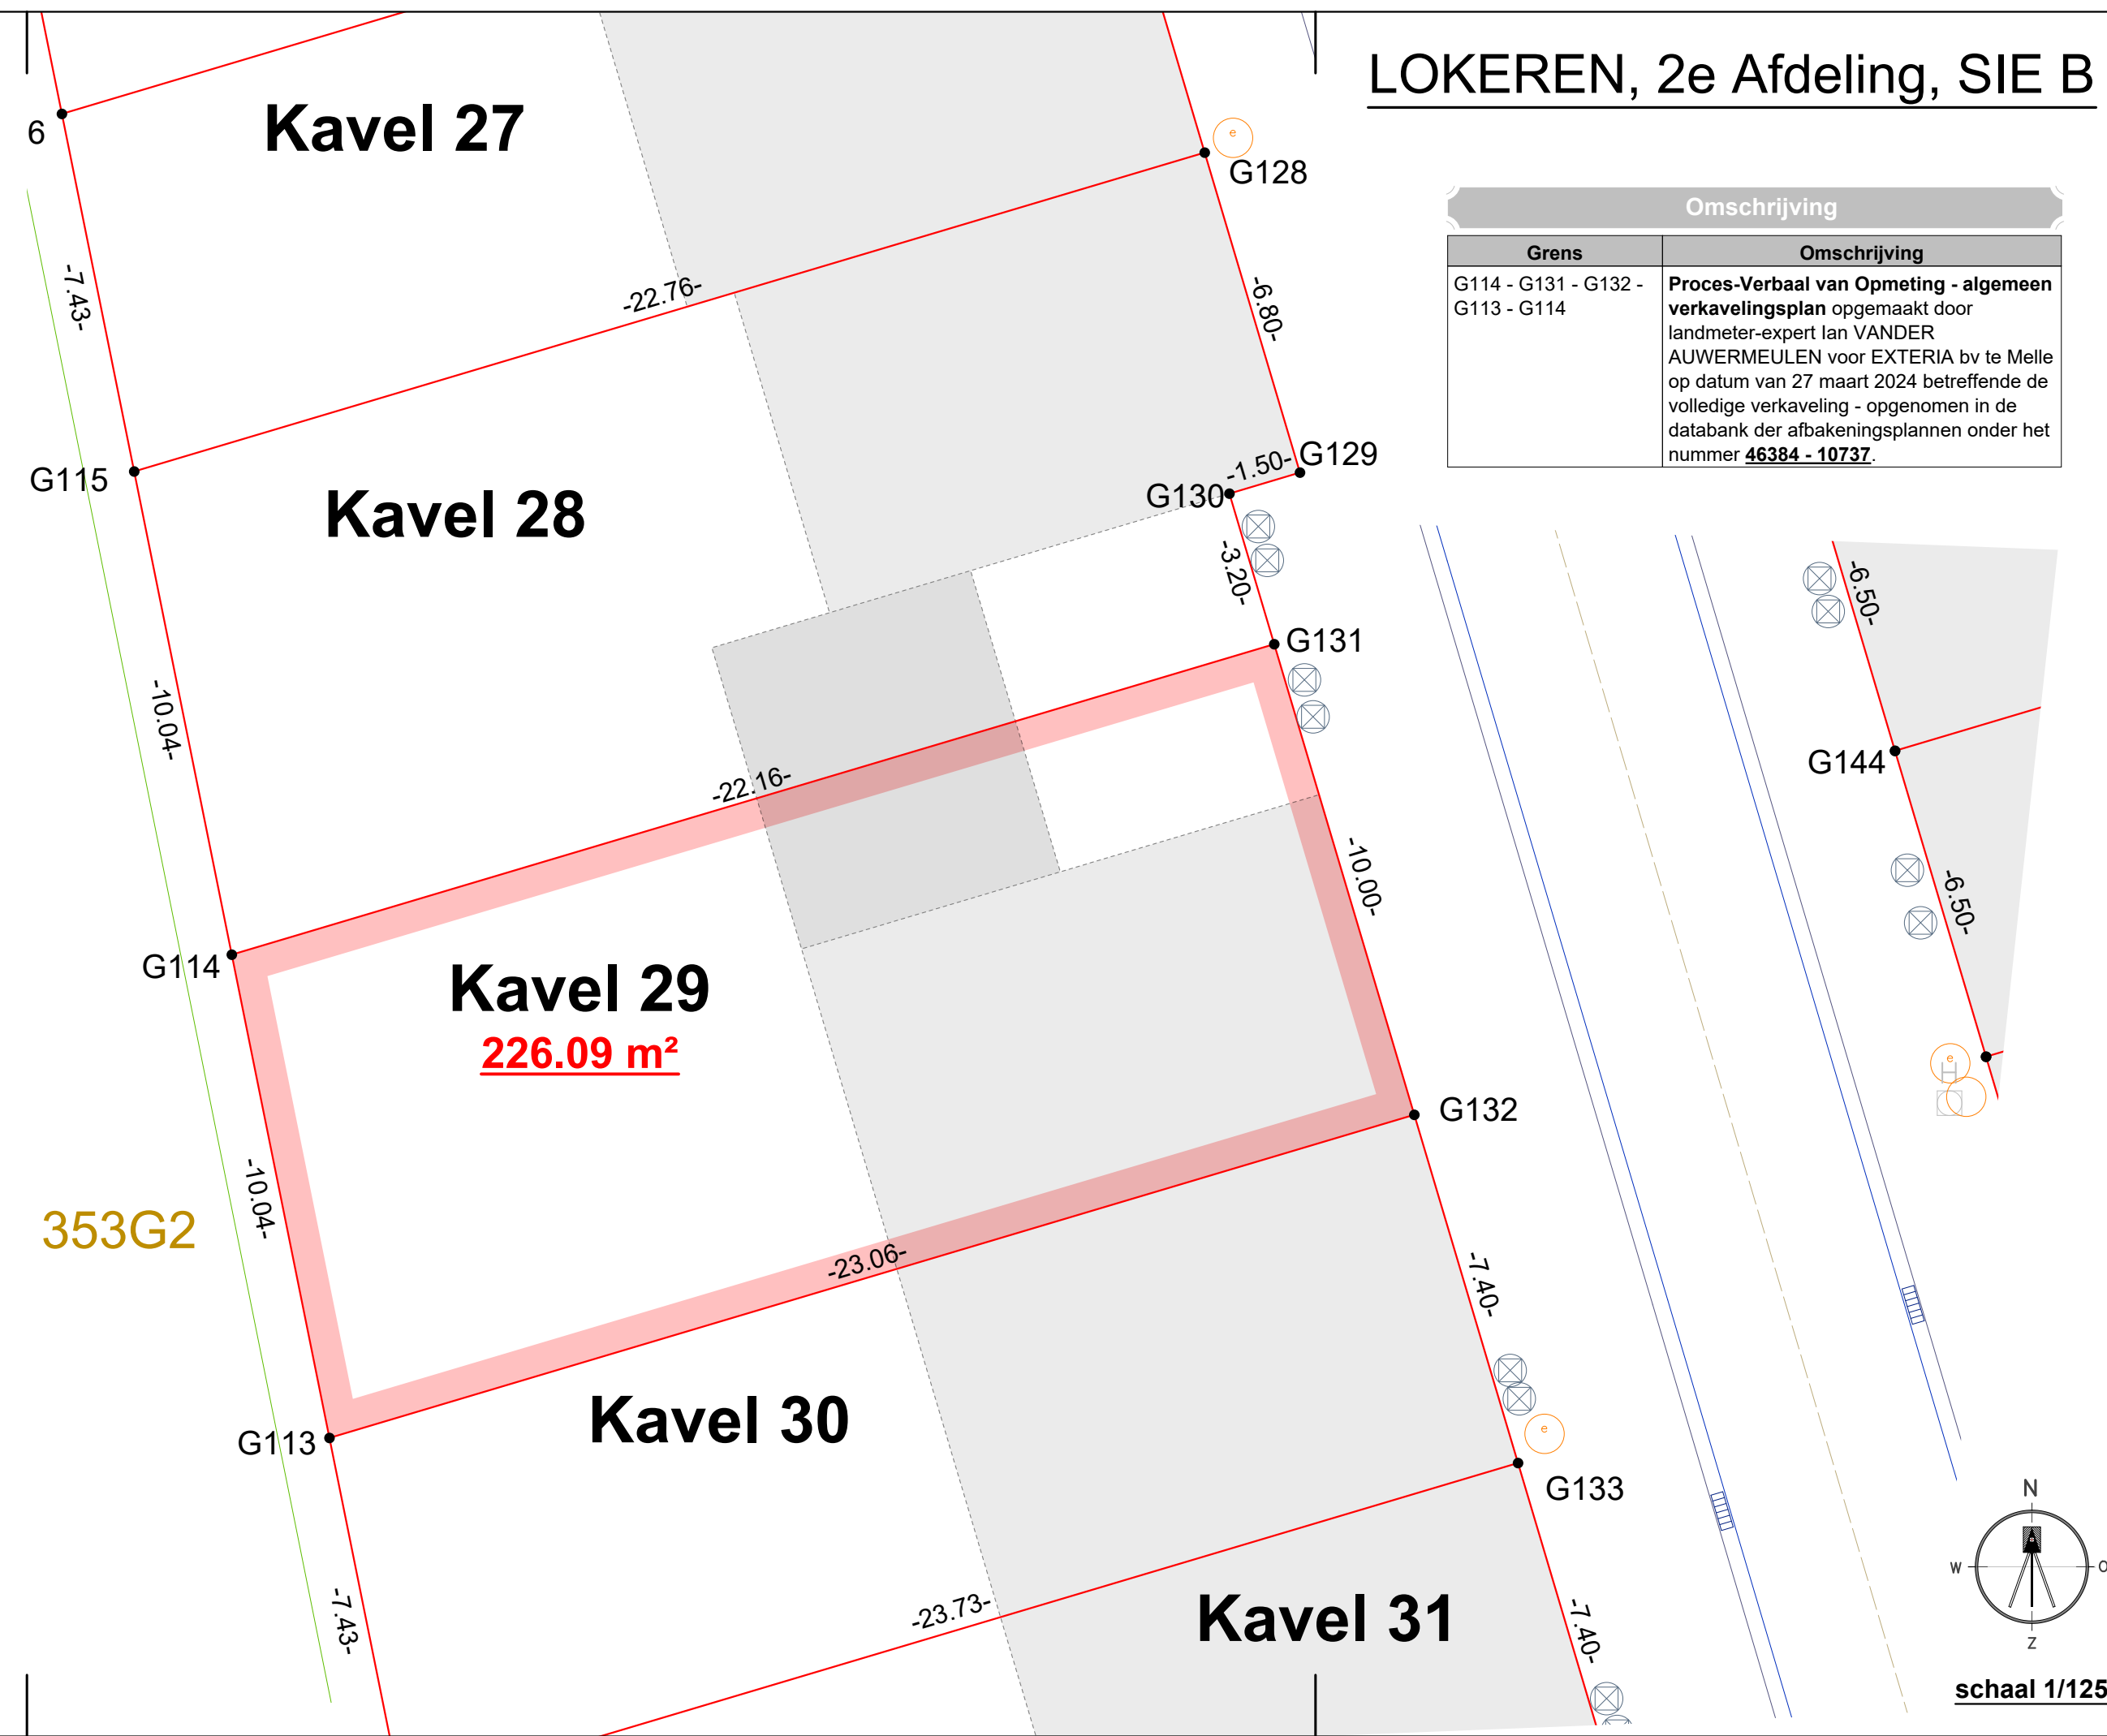 LOKEREN, 2e Afdeling, SIE B
Kavel 27
6
e
G128
Omschrijving
Grens
Omschrijving
G114 - G131 - G132 -
G113 - G114
Proces-Verbaal van Opmeting - algemeen
verkavelingsplan opgemaakt door
landmeter-expert Ian VANDER
AUWERMEULEN voor EXTERIA bv te Melle
op datum van 27 maart 2024 betreffende de
volledige verkaveling - opgenomen in de
databank der afbakeningsplannen onder het
nummer 46384 - 10737.
-7.43-
-22.76-
-6.80-
G115
Kavel 28
-1.50-
G129
G130
-3.20-
-6.50-
G131
-10.04-
-22.16-
G144
-10.00-
-6.50-
G114
Kavel 29
226.09 m²
e
H
G132
-10.04-
353G2
-23.06-
-7.40-
G113
Kavel 30
e
G133
N
W
O
Z
-7.43-
-23.73-
Kavel 31
-7.40-
schaal 1/125